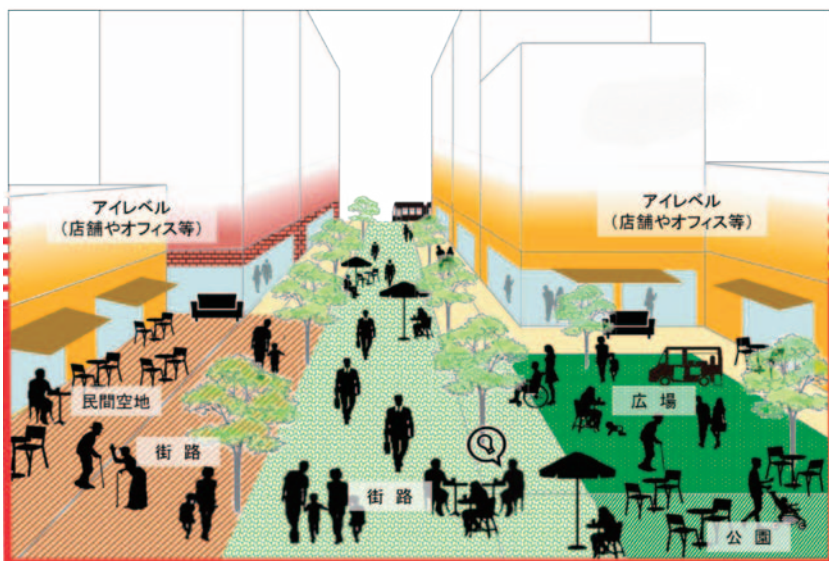 アイレベル
(店舗やオフィス等)
アイレベル
(店舗やオフィス等)
民間空地
広場
街路
街路
公園